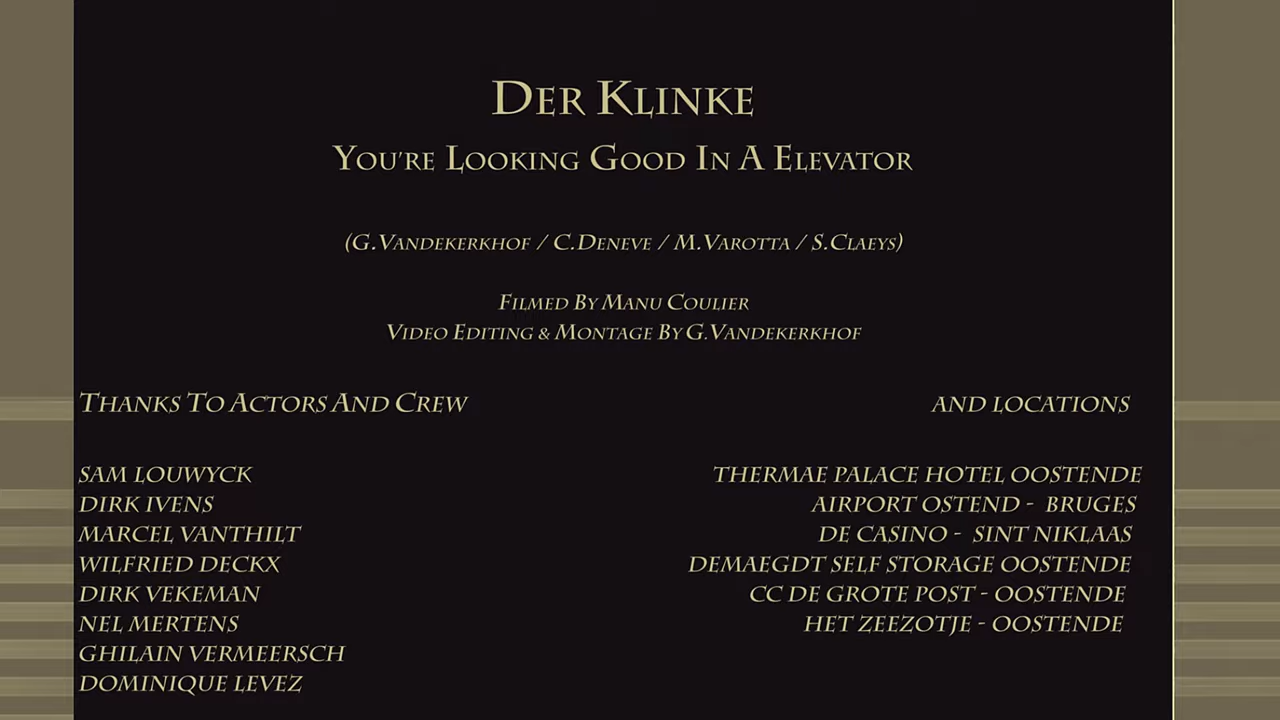 Der Klinke
You're Looking Good In A Elevator
(G.Vandekerkhof / C.Deneve / M.Varotta / S.Claeys)
Filmed By Manu Coulier
Video Editing & Montage By G.Vandekerkhof
Thanks To Actors And Crew
AND LOCATIONS
SAM LOUWYCK
DIRK IVENS
MARCEL VANTHILT
WILFRIED DECKX
DIRK VEKEMAN
NEL MERTENS
GHILAIN VERMEERSCH
DOMINIQUE LEVEZ
THERMAE PALACE HOTEL OOSTENDE
AIRPORT OSTEND - BRUGES
DE CASINO - SINT NIKLAAS
DEMAEGDT SELF STORAGE OOSTENDE
CC DE GROTE POST - OOSTENDE
HET ZEEZOTJE - OOSTENDE